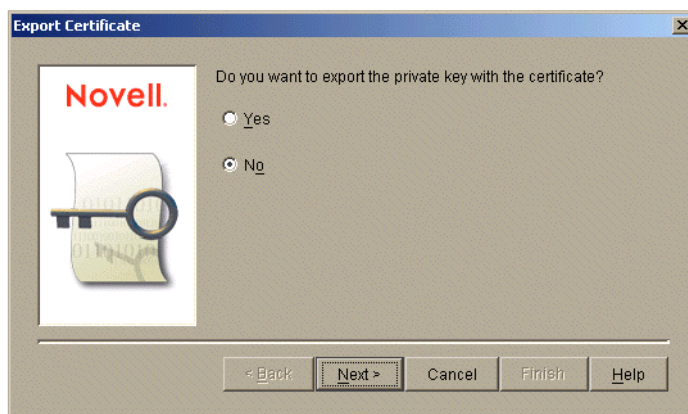 Export Certificate
Novell.
Do you want to export the private key with the certificate?
Yes
No
< Back
Next >
Cancel
Finish
Help